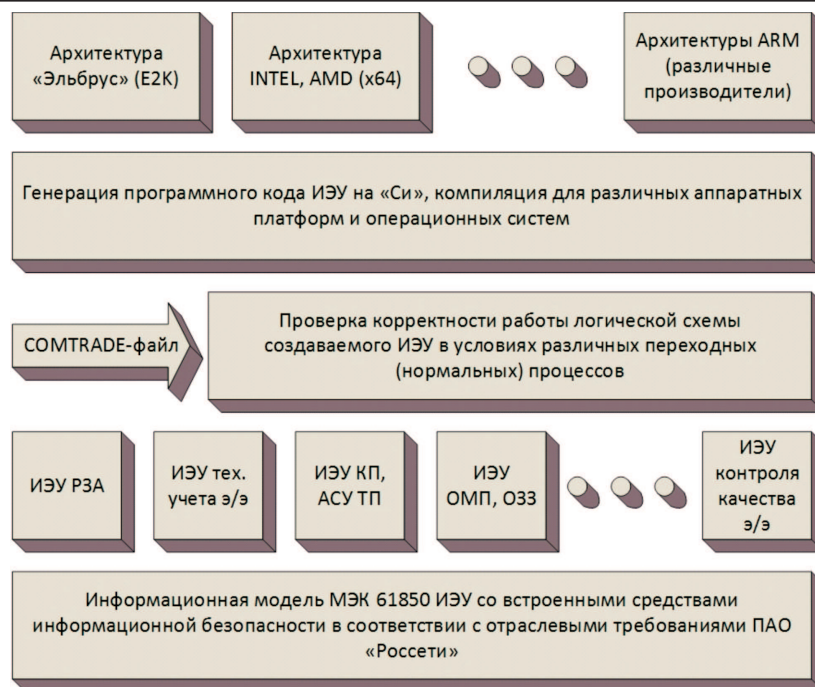 Архитектура
«Эльбрус» (E2K)
Архитектура
INTEL, AMD (x64)
Архитектуры ARM
(различные
производители)
Генерация программного кода ИЭУ на «Си», компиляция для различных аппаратных
платформ и операционных систем
COMTRADE-файл
Проверка корректности работы логической схемы
создаваемого ИЭУ в условиях различных переходных
(нормальных) процессов
ИЭУ РЗА
ИЭУ тех.
учета э/э
ИЭУ КП,
АСУ ТП
ИЭУ
ОМП, ОЗЗ
ИЭУ
контроля
качества
э/э
Информационная модель МЭК 61850 ИЭУ со встроенными средствами
информационной безопасности в соответствии с отраслевыми требованиями ПАО
«Россети»